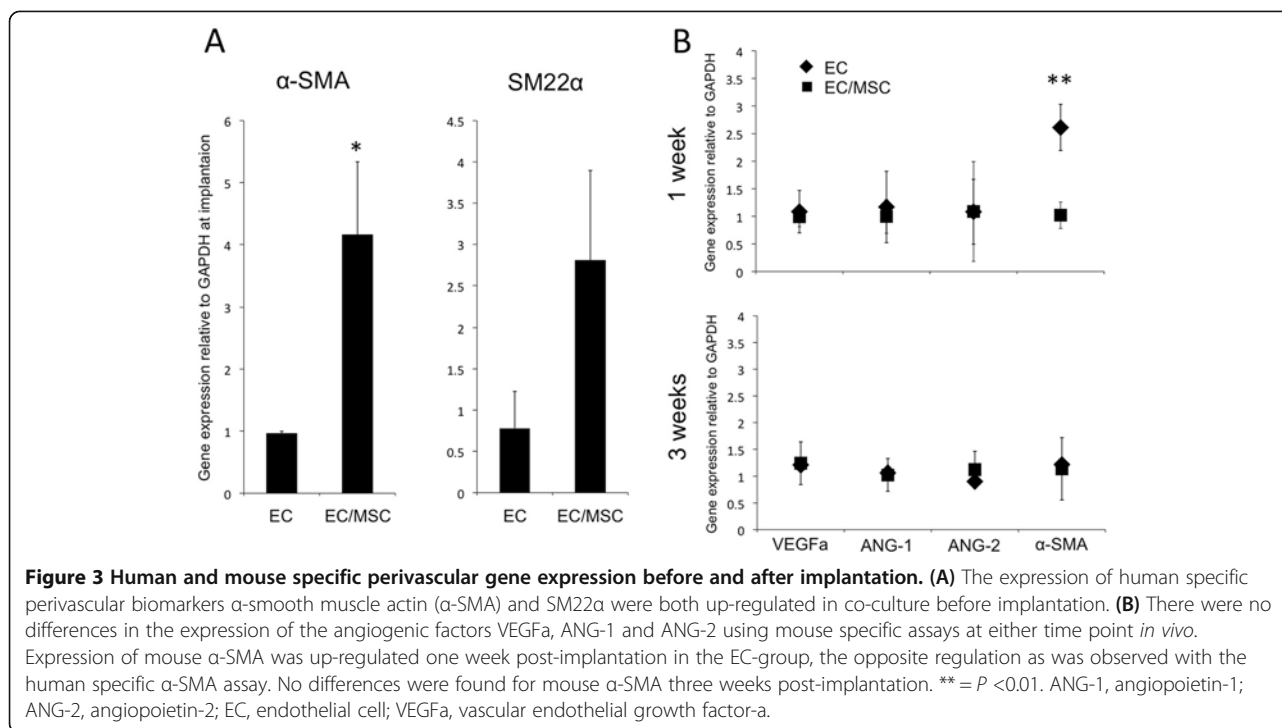 A
α-SMA
SM22α
Gene expression relative to GAPDH at implantaion
6
5
4
3
2
1
0
*
EC
EC/MSC
4.5
4
3.5
3
2.5
2
1.5
1
0.5
0
EC
EC/MSC
B
1 week
Gene expression relative to GAPDH
4
3.5
3
2.5
2
1.5
1
0.5
0
EC
EC/MSC
**
3 weeks
Gene expression relative to GAPDH
4
3.5
3
2.5
2
1.5
1
0.5
0
VEGFa
ANG-1
ANG-2
α-SMA
Figure 3 Human and mouse specific perivascular gene expression before and after implantation. (A) The expression of human specific
perivascular biomarkers α-smooth muscle actin (α-SMA) and SM22α were both up-regulated in co-culture before implantation. (B) There were no
differences in the expression of the angiogenic factors VEGFa, ANG-1 and ANG-2 using mouse specific assays at either time point in vivo.
Expression of mouse α-SMA was up-regulated one week post-implantation in the EC-group, the opposite regulation as was observed with the
human specific α-SMA assay. No differences were found for mouse α-SMA three weeks post-implantation. ** = P <0.01. ANG-1, angiopoietin-1;
ANG-2, angiopoietin-2; EC, endothelial cell; VEGFa, vascular endothelial growth factor-a.